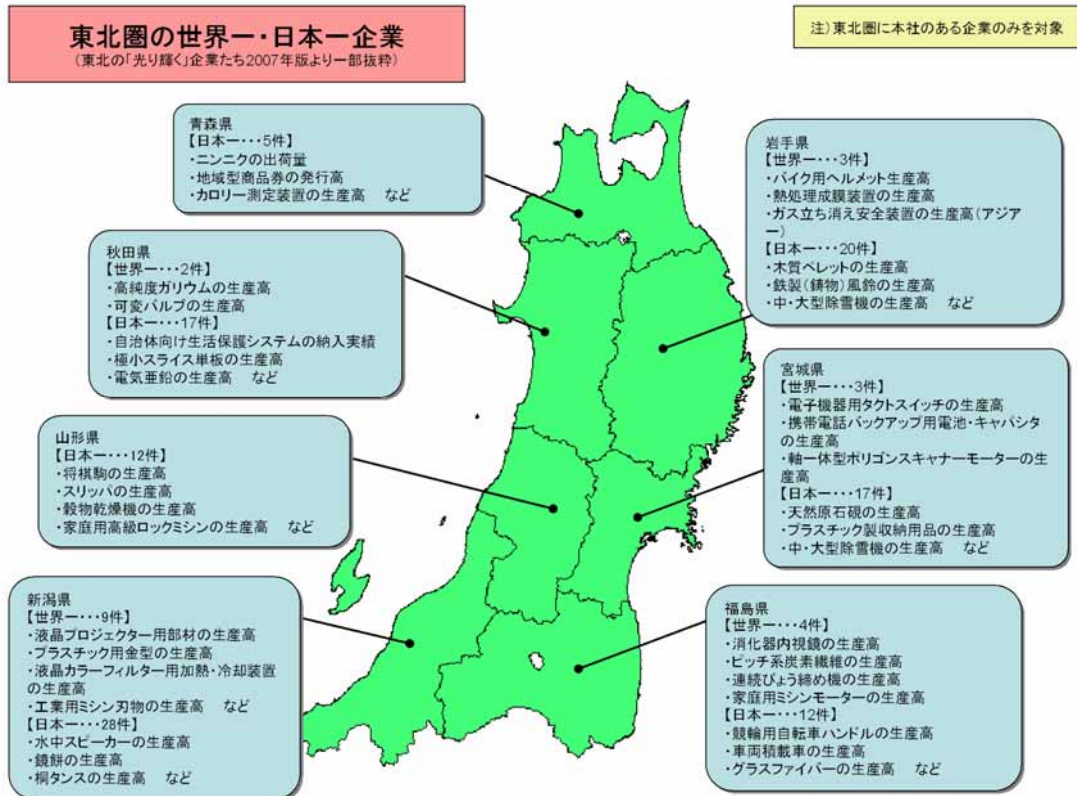 東北圏の世界一・日本一企業
(東北の「光り輝く」企業たち2007年版より一部抜粋)
注)東北圏に本社のある企業のみを対象
青森県
【日本一・・・5件】
・ニンニクの出荷量
・地域型商品券の発行高
・カロリー測定装置の生産高 など
岩手県
【世界一・・・3件】
・バイク用ヘルメット生産高
・熱処理成膜装置の生産高
・ガス立ち消え安全装置の生産高(アジア
一)
【日本一・・・20件】
・木質ペレットの生産高
・鉄製(鋳物)風鈴の生産高
・中・大型除雪機の生産高 など
秋田県
【世界一・・・2件】
・高純度ガリウムの生産高
・可変バルブの生産高
【日本一・・・17件】
・自治体向け生活保護システムの納入実績
・極小スライス単板の生産高
・電気亜鉛の生産高 など
宮城県
【世界一・・・3件】
・電子機器用タクトスイッチの生産高
・携帯電話バックアップ用電池・キャパシタ
の生産高
・軸一体型ポリゴンスキャナーモーターの生
産高
【日本一・・・17件】
・天然原石硯の生産高
・プラスチック製収納用品の生産高
・中・大型除雪機の生産高 など
山形県
【日本一・・・12件】
・将棋駒の生産高
・スリッパの生産高
・穀物乾燥機の生産高
・家庭用高級ロックミシンの生産高 など
新潟県
【世界一・・・9件】
・液晶プロジェクター用部材の生産高
・プラスチック用金型の生産高
・液晶カラーフィルター用加熱・冷却装置
の生産高
・工業用ミシン刃物の生産高 など
【日本一・・・28件】
・水中スピーカーの生産高
・鏡餅の生産高
・桐タンスの生産高 など
福島県
【世界一・・・4件】
・消化器内視鏡の生産高
・ピッチ系炭素繊維の生産高
・連続びょう締め機の生産高
・家庭用ミシンモーターの生産高
【日本一・・・12件】
・競輪用自転車ハンドルの生産高
・車両積載車の生産高
・グラスファイバーの生産高 など